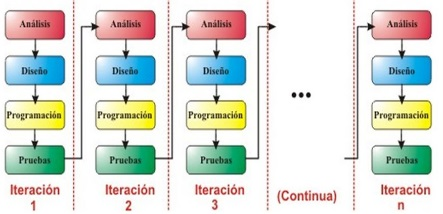 Análisis
Diseño
Programación
Pruebas
Iteración
1
Análisis
Diseño
Programación
Pruebas
Iteración
2
Análisis
Diseño
Programación
Pruebas
Iteración
3
...
(Continua)
Análisis
Diseño
Programación
Pruebas
Iteración
n